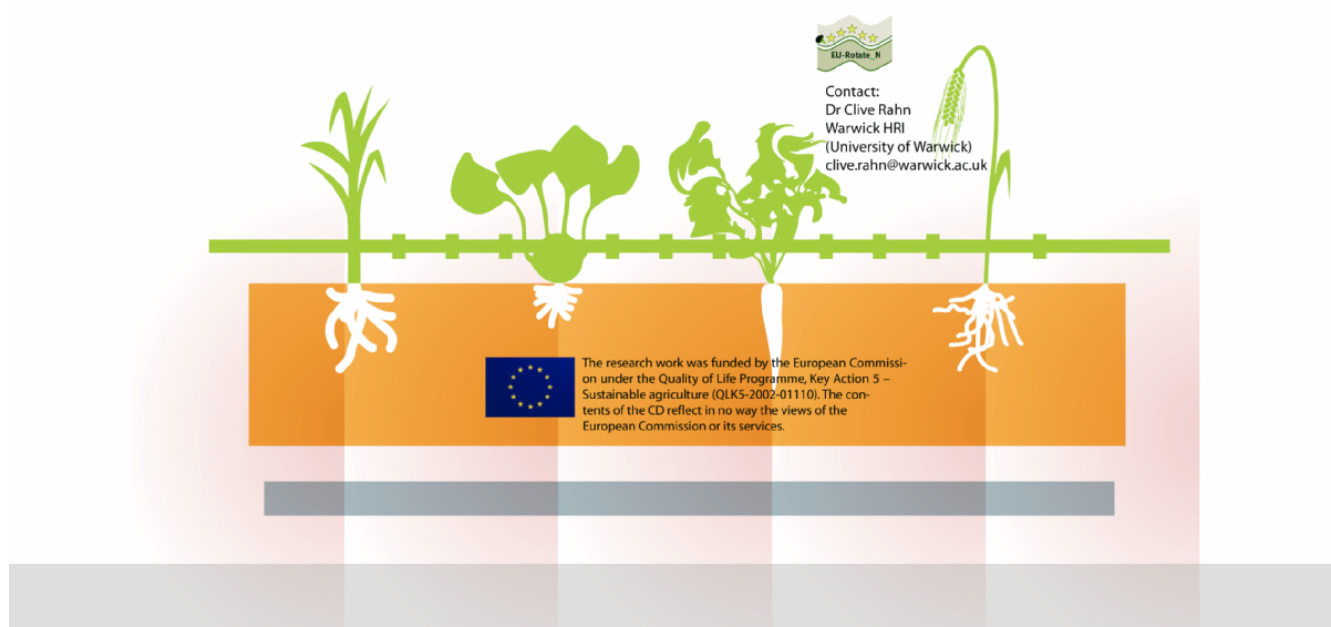 EU-Rotate_N
Contact:
Dr Clive Rahn
Warwick HRI
(University of Warwick)
clive.rahn@warwick.ac.uk
The research work was funded by the European Commissi-
on under the Quality of Life Programme, Key Action 5 –
Sustainable agriculture (QLK5-2002-01110). The con-
tents of the CD reflect in no way the views of the
European Commission or its services.